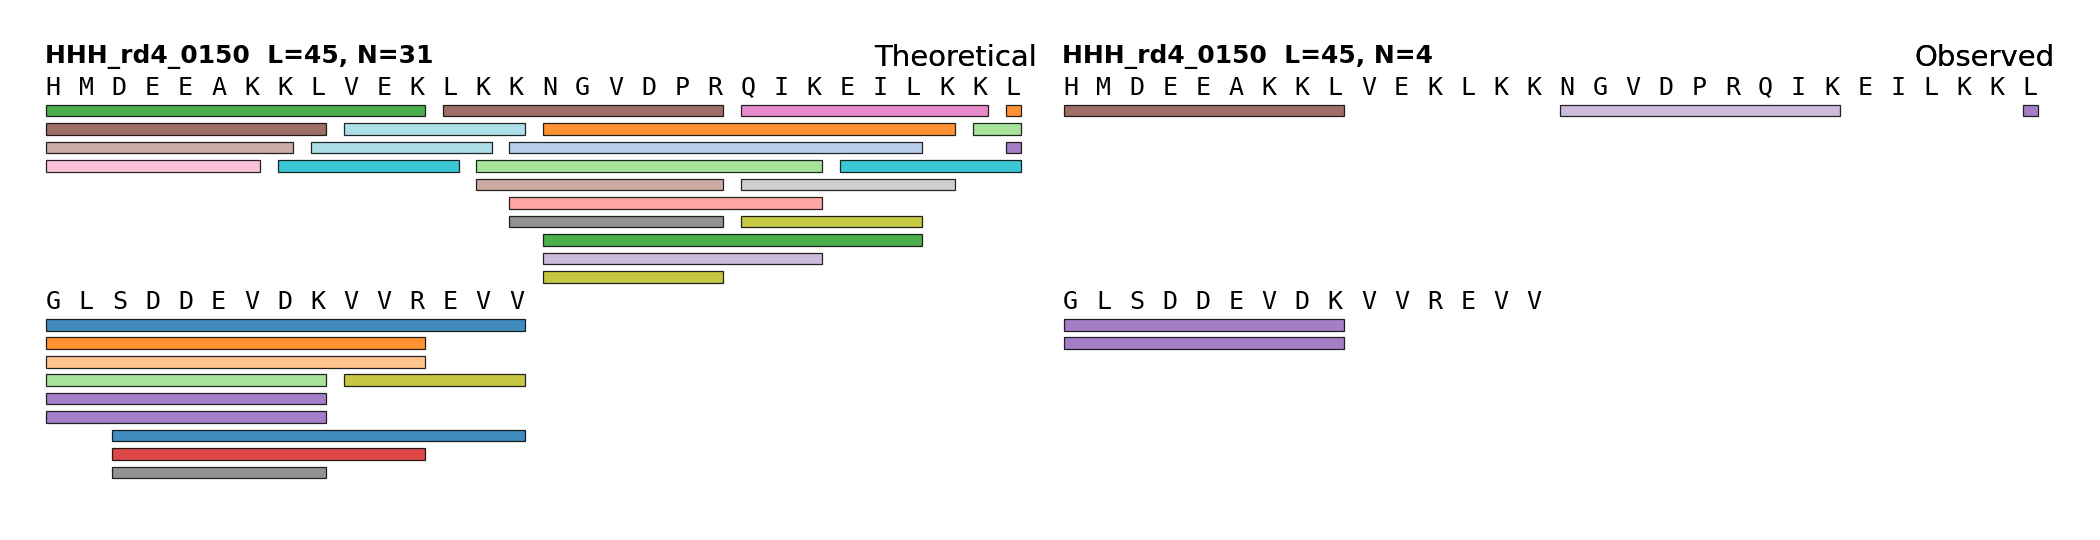 HHH_rd4_0150 L=45, N=31 Theoretical
H M D E E A K K L V E K L K K N G V D P R Q I K E I L K K L
G L S D D E V D K V V R E V V
HHH_rd4_0150 L=45, N=4 Observed
H M D E E A K K L V E K L K K N G V D P R Q I K E I L K K L
G L S D D E V D K V V R E V V